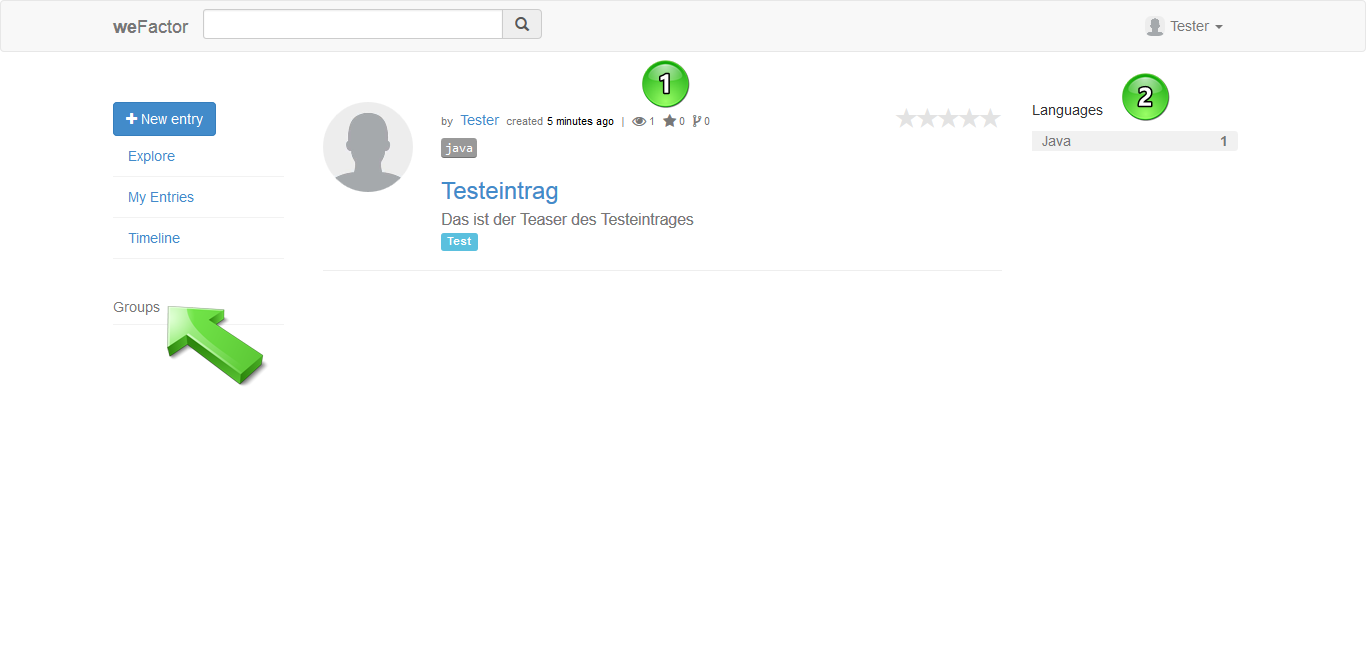 weFactor
Tester
1
2
+ New entry
Explore
My Entries
Timeline
Groups
by Tester created 5 minutes ago | 1 0 0
java
Testeintrag
Das ist der Teaser des Testeintrages
Test
Languages
Java 1